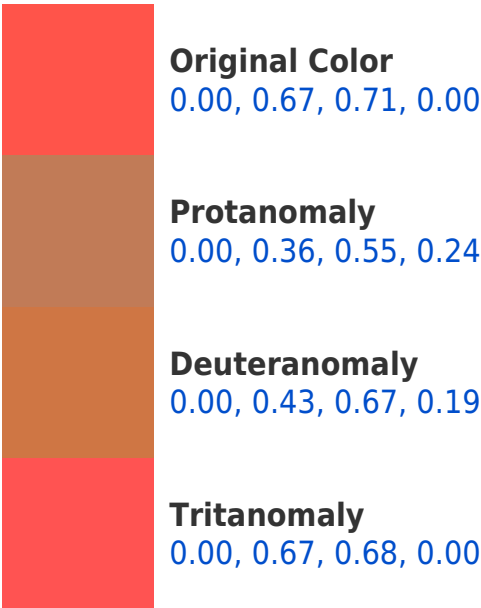 Original Color
0.00, 0.67, 0.71, 0.00
Protanomaly
0.00, 0.36, 0.55, 0.24
Deuteranomaly
0.00, 0.43, 0.67, 0.19
Tritanomaly
0.00, 0.67, 0.68, 0.00